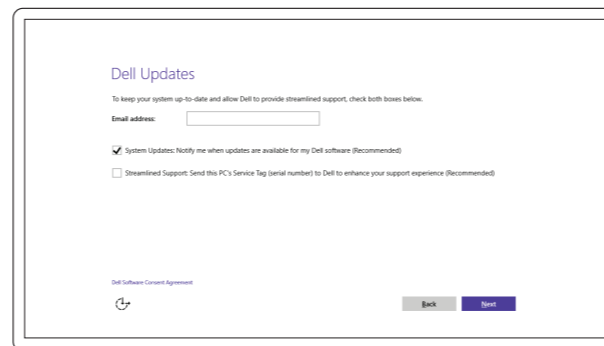 Dell Updates
To keep your system up-to-date and allow Dell to provide streamlined support, check both boxes below.
Email address:
System Updates: Notify me when updates are available for my Dell software (Recommended)
Streamlined Support: Send this PC's Service Tag (serial number) to Dell to enhance your support experience (Recommended)
Dell Software Consent Agreement
Back Next